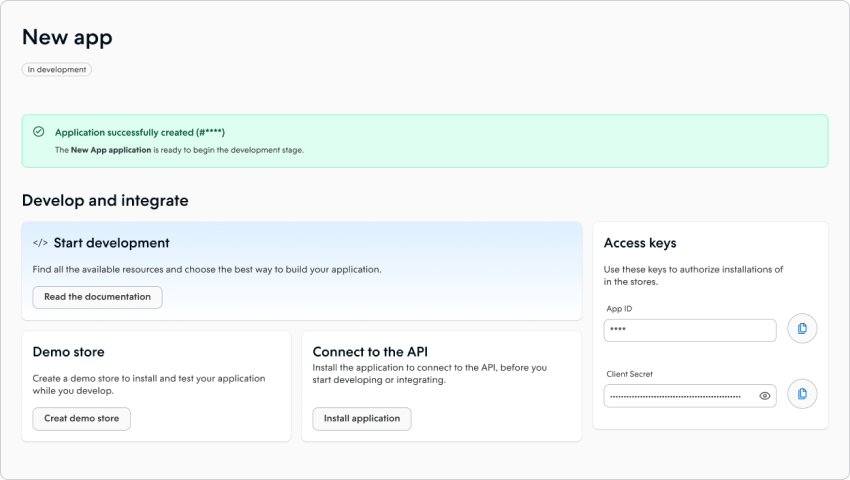 New app
In development
Application successfully created (#****)
The New App application is ready to begin the development stage.
Develop and integrate
</> Start development
Find all the available resources and choose the best way to build your application.
Read the documentation
Demo store
Create a demo store to install and test your application
while you develop.
Creat demo store
Connect to the API
Install the application to connect to the API, before you
start developing or integrating.
Install application
Access keys
Use these keys to authorize installations of
in the stores.
App ID
****
Client Secret